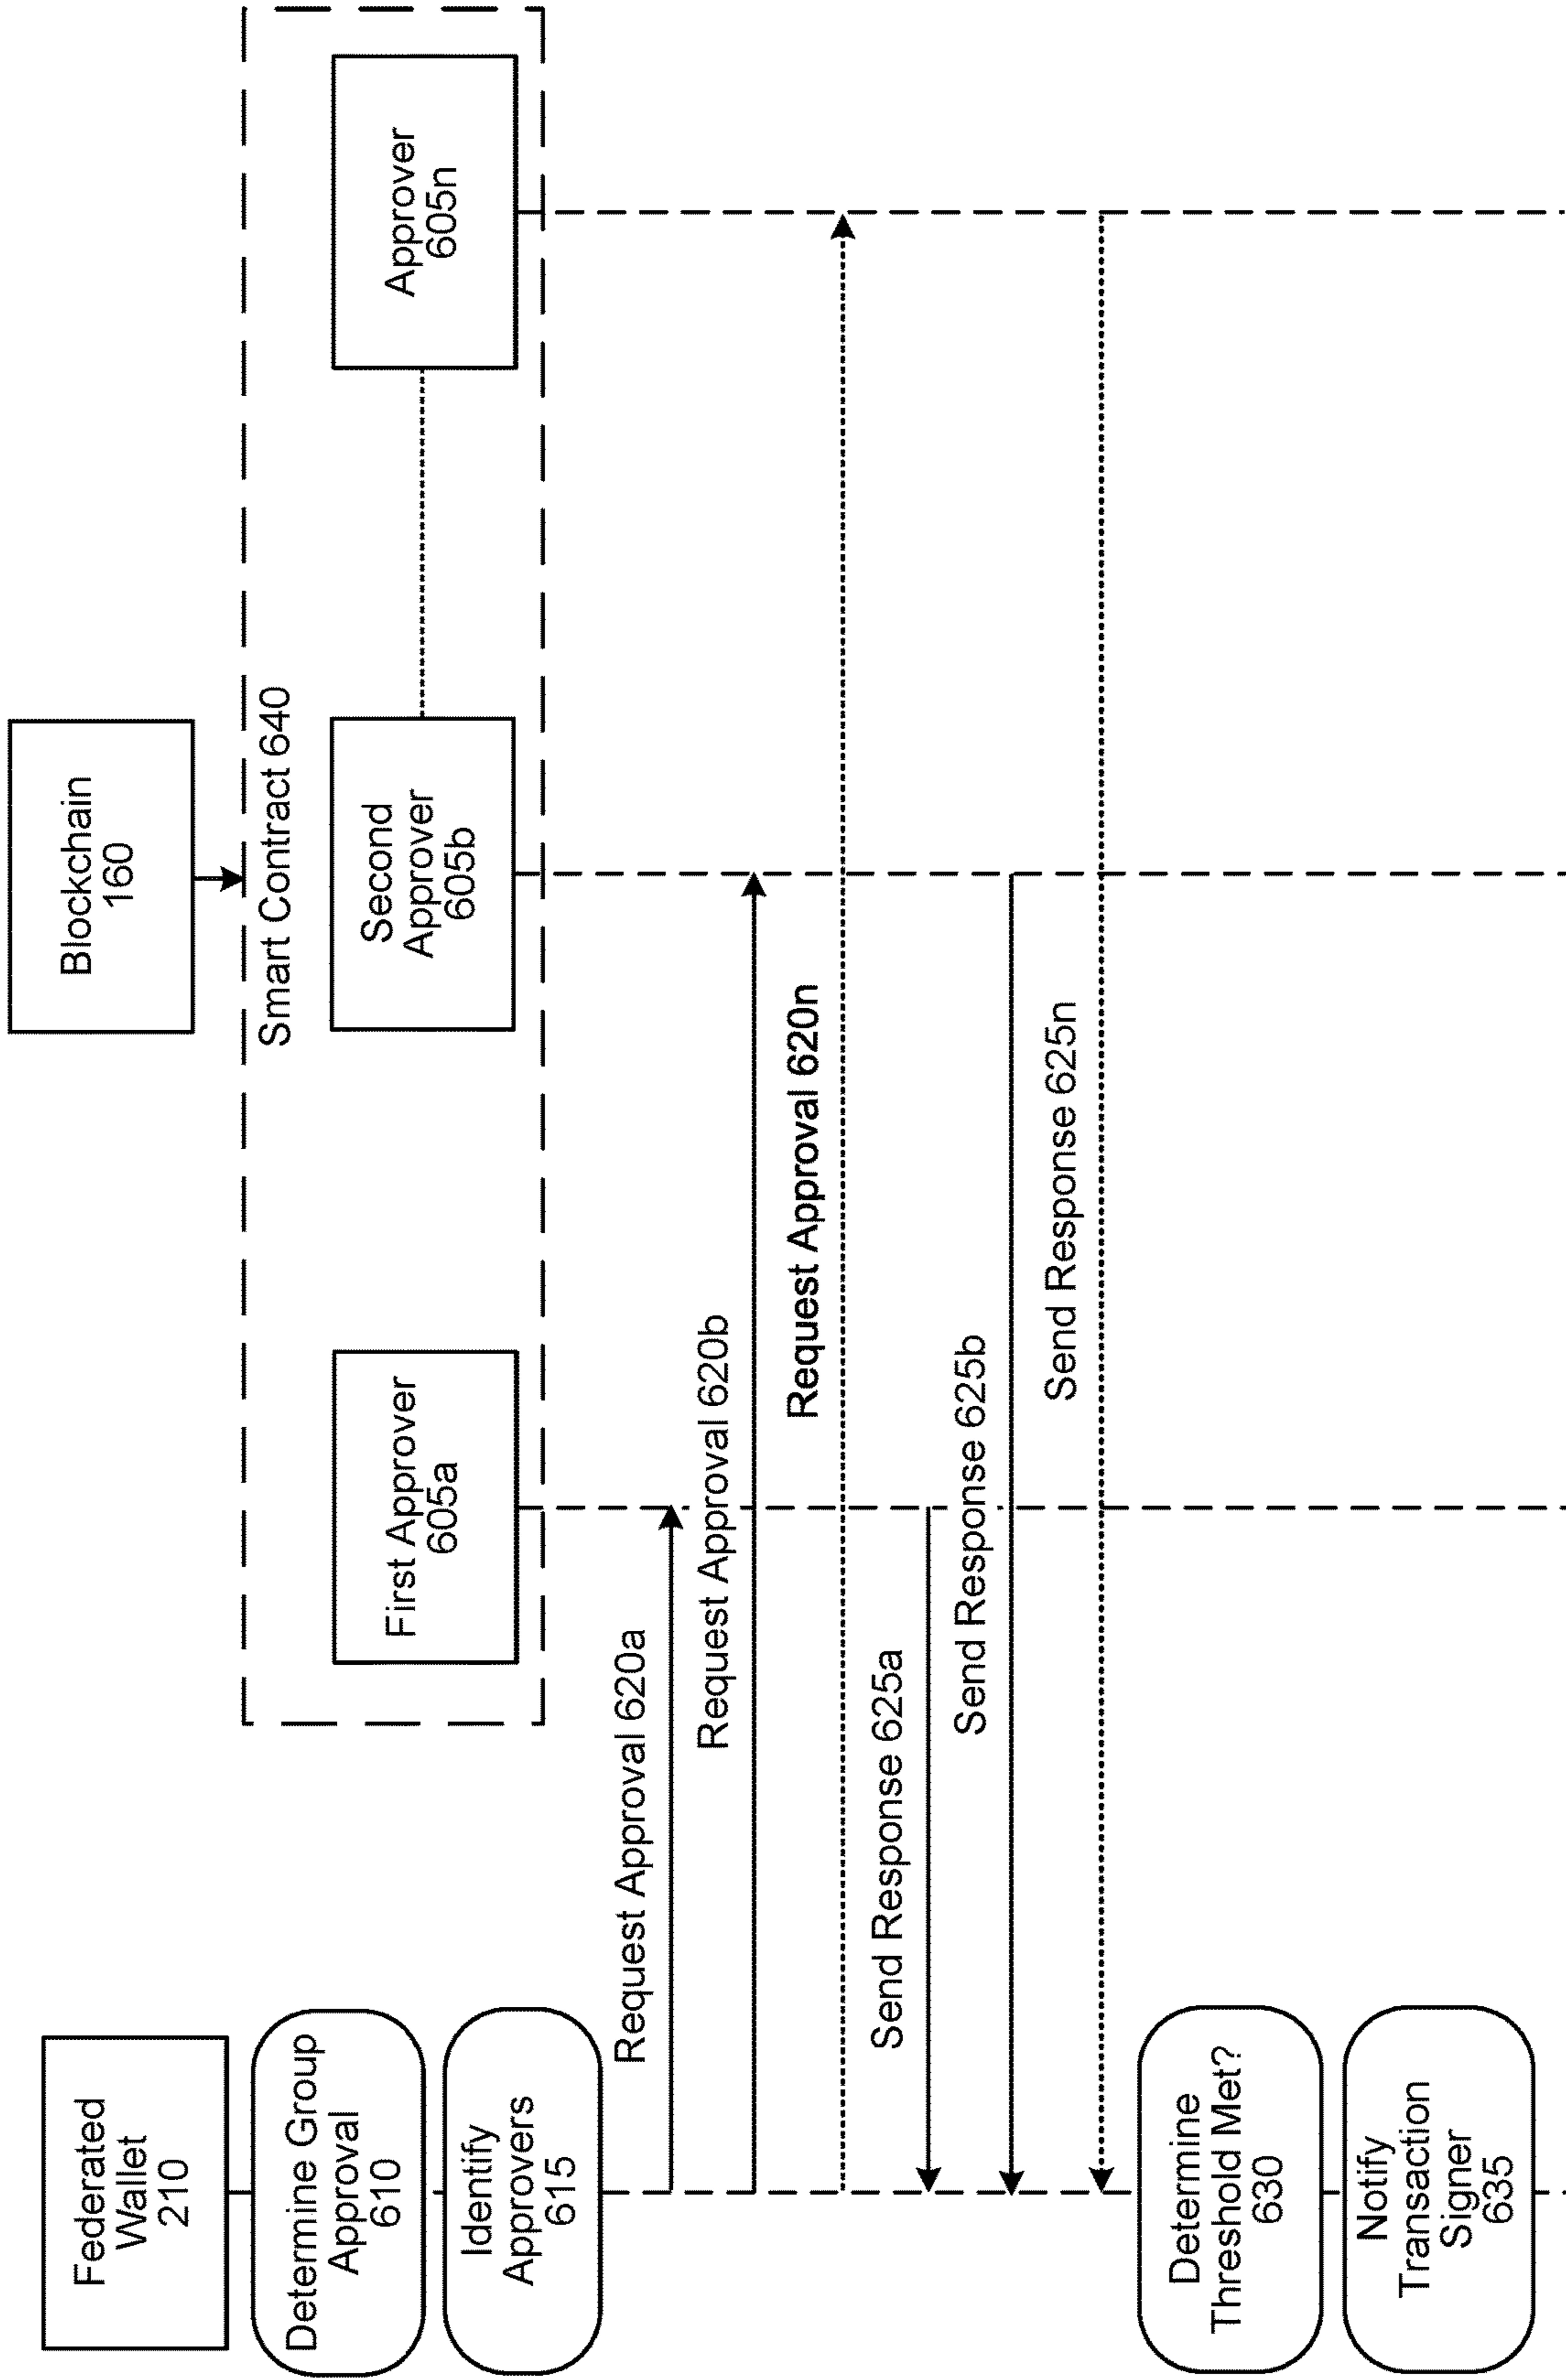 Blockchain
160
Federated
Wallet
210
Smart Contract 640
First Approver
605a
Second
Approver
605b
Approver
605n
Determine Group
Approval
610
Identify
Approvers
615
Request Approval 620a
Request Approval 620b
Request Approval 620n
Send Response 625a
Send Response 625b
Send Response 625n
Determine
Threshold Met?
630
Notify
Transaction
Signer
635